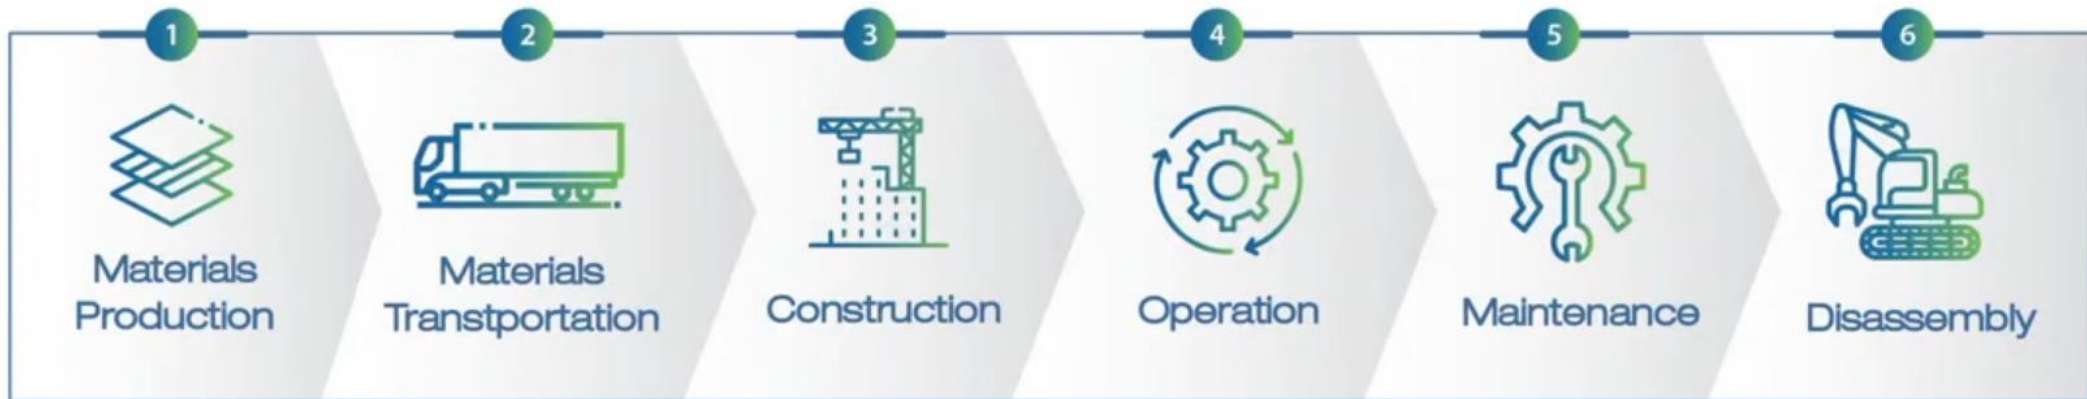 1
Materials
Production
2
Materials
Transtportation
3
Construction
4
Operation
5
Maintenance
6
Disassembly